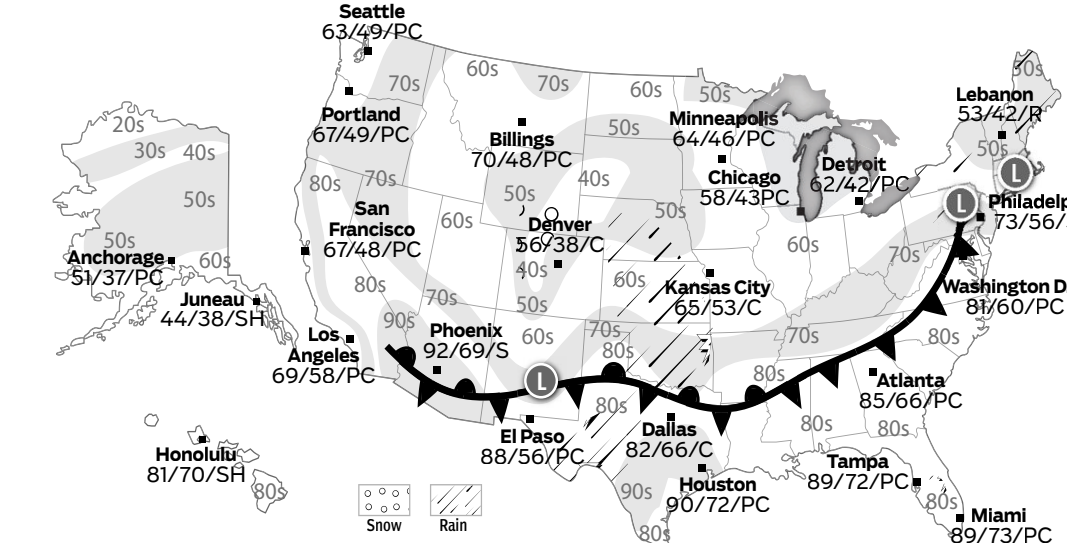 Seattle
63/49/PC
70s
60s
70s
60s
50s
30s
Lebanon
53/42/R
50s
Portland
67/49/PC
Billings
70/48/PC
50s
Minneapolis
64/46/PC
Detroit
62/42/PC
Chicago
58/43PC
20s
30s
40s
50s
50s
60s
Anchorage
51/37/PC
Juneau
44/38/SH
80s
70s
50s
40s
L
L
Philadelp
73/56/
San
Francisco
67/48/PC
60s
Denver
56/38/C
40s
50s
50s
60s
60s
70s
Kansas City
65/53/C
Washington D
81/60/PC
80s
70s
90s
60s
70s
80s
70s
80s
80s
Los
Angeles
69/58/PC
Phoenix
92/69/S
L
80s
Atlanta
85/66/PC
El Paso
88/56/PC
Dallas
82/66/C
80s
80s
Honolulu
81/70/SH
80s
Houston
90/72/PC
90s
80s
Tampa
89/72/PC
80s
Miami
89/73/PC
Snow
Rain